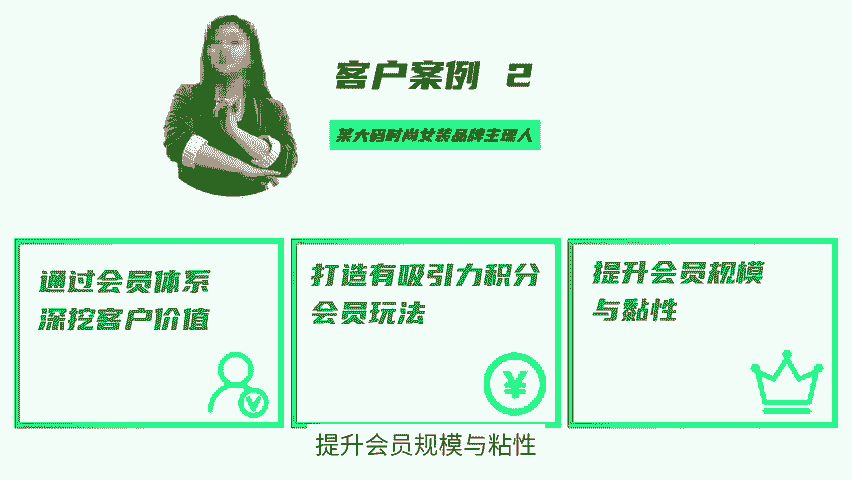 客户案例 2
某大码时尚女装品牌主理人
通过会员体系
深挖客户价值
打造有吸引力积分
会员玩法
¥
提升会员规模
与黏性
提升会员规模与粘性